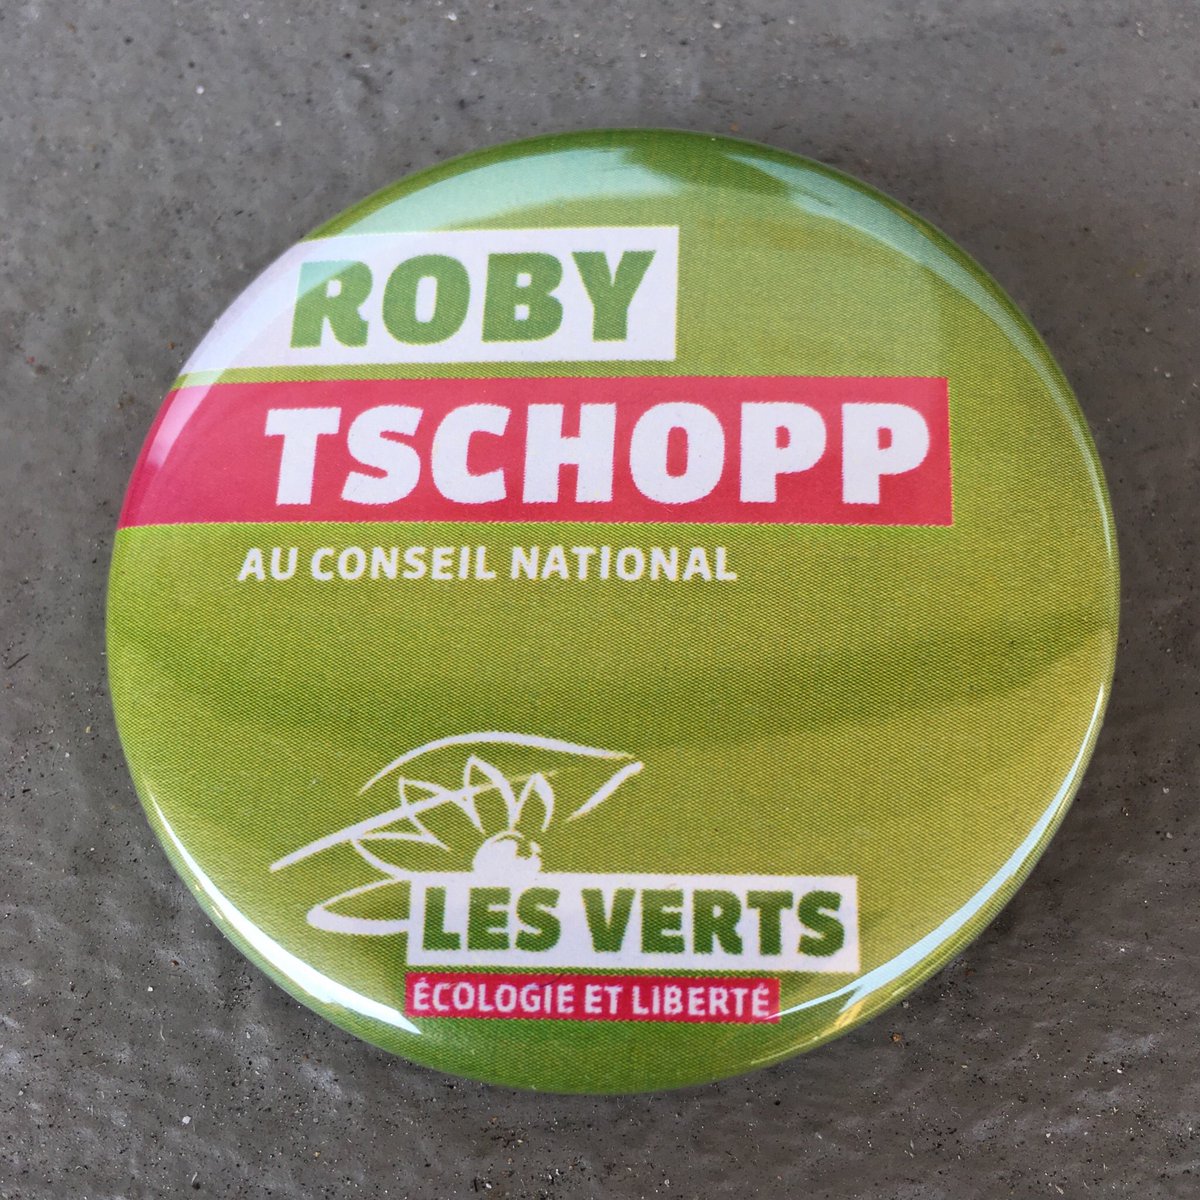 ROBY
TSCHOPP
AU CONSEIL NATIONAL
LES VERTS
ÉCOLOGIE ET LIBERTÉ